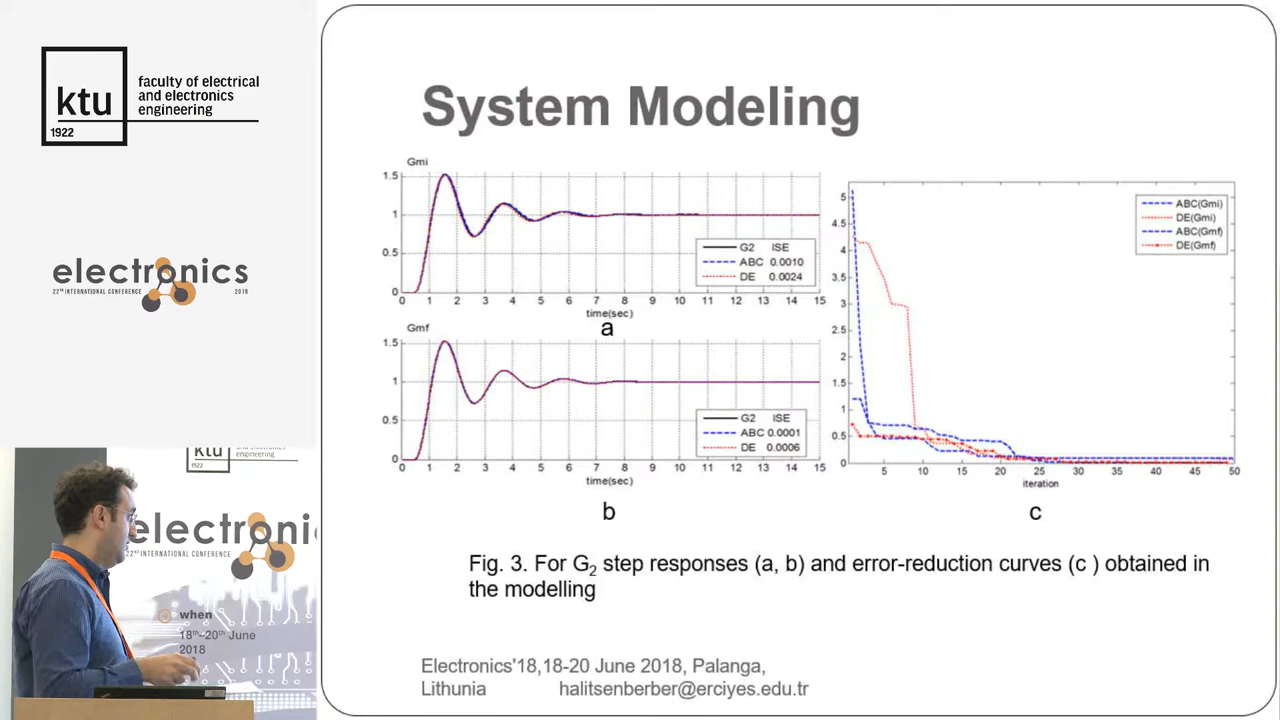 ktu
1922
faculty of electrical
and electronics
engineering
electronics
22nd INTERNATIONAL CONFERENCE 2018
System Modeling
Gmi
1.5
1
0.5
0
0 1 2 3 4 5 6 7 8 9 10 11 12 13 14 15
time(sec)
G2 ISE
ABC 0.0010
DE 0.0024
a
Gmf
1.5
1
0.5
0
0 1 2 3 4 5 6 7 8 9 10 11 12 13 14 15
time(sec)
G2 ISE
ABC 0.0001
DE 0.0006
b
5
4.5
4
3.5
3
2.5
2
1.5
1
0.5
0
5 10 15 20 25 30 35 40 45 50
iteration
ABC(Gmi)
DE(Gmi)
ABC(Gmf)
DE(Gmf)
c
Fig. 3. For G2 step responses (a, b) and error-reduction curves (c ) obtained in
the modelling
Electronics'18,18-20 June 2018, Palanga,
Lithunia halitsenberber@erciyes.edu.tr
ktu
1922
engineering
electroni
22nd INTERNATIONAL CONFERENCE
when
18th–20th June
2018